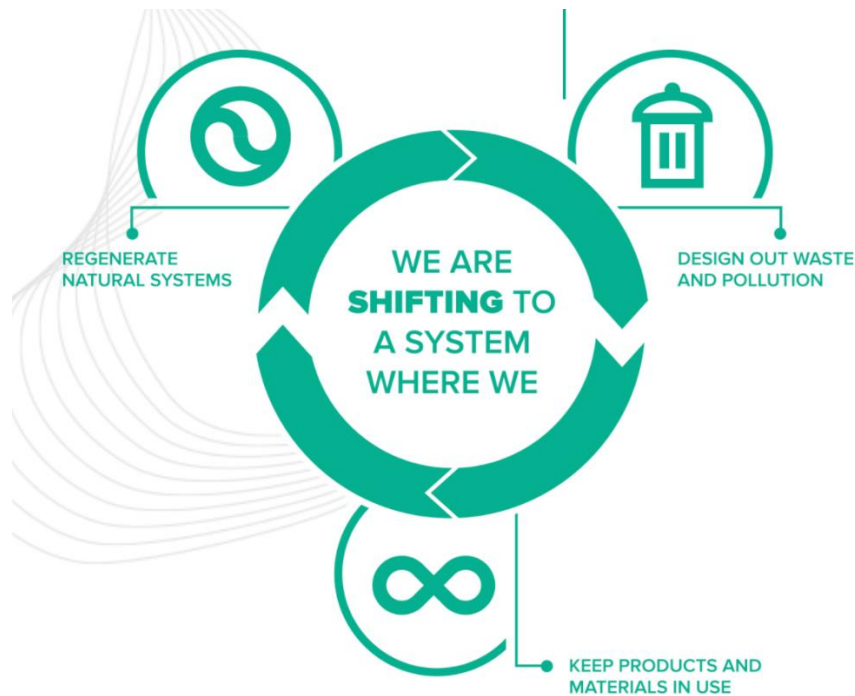 WE ARE
SHIFTING TO
A SYSTEM
WHERE WE
REGENERATE
NATURAL SYSTEMS
DESIGN OUT WASTE
AND POLLUTION
KEEP PRODUCTS AND
MATERIALS IN USE